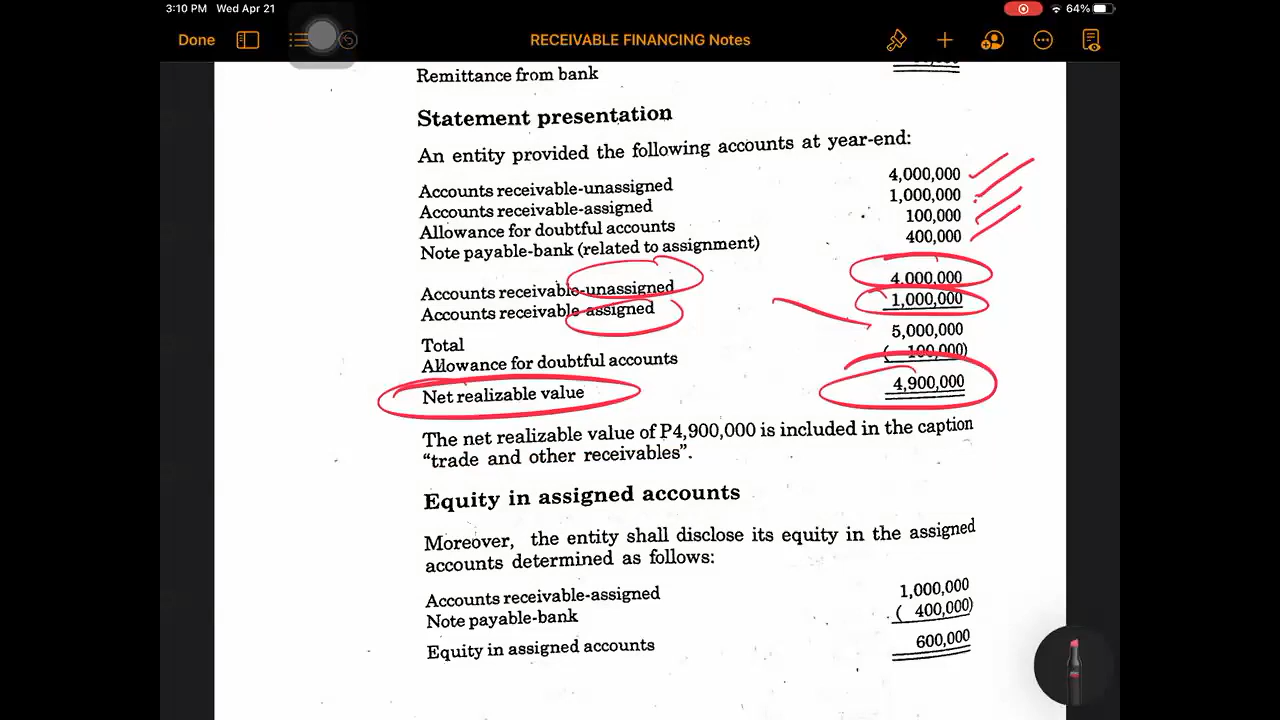 3:10 PM Wed Apr 21
64%
Done
RECEIVABLE FINANCING Notes
Remittance from bank
Statement presentation
An entity provided the following accounts at year-end:
Accounts receivable-unassigned 4,000,000
Accounts receivable-assigned 1,000,000
Allowance for doubtful accounts 100,000
Note payable-bank (related to assignment) 400,000
Accounts receivable-unassigned 4,000,000
Accounts receivable-assigned 1,000,000
Total 5,000,000
Allowance for doubtful accounts ( 100,000)
Net realizable value 4,900,000
The net realizable value of P4,900,000 is included in the caption
“trade and other receivables”.
Equity in assigned accounts
Moreover, the entity shall disclose its equity in the assigned
accounts determined as follows:
Accounts receivable-assigned 1,000,000
Note payable-bank ( 400,000)
Equity in assigned accounts 600,000